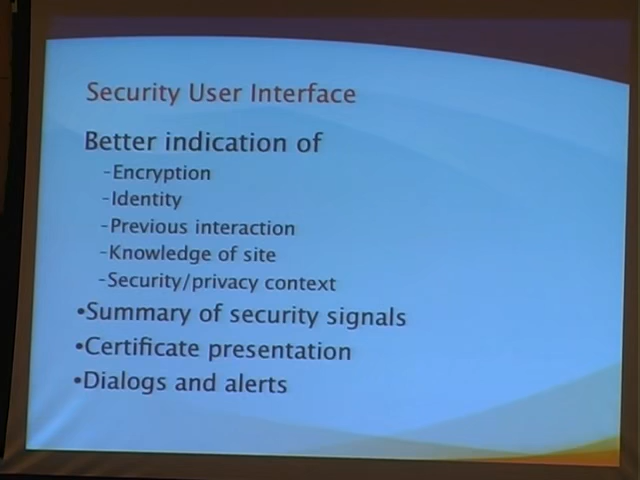 Security User Interface
Better indication of
-Encryption
-Identity
-Previous interaction
-Knowledge of site
-Security/privacy context
•Summary of security signals
•Certificate presentation
•Dialogs and alerts